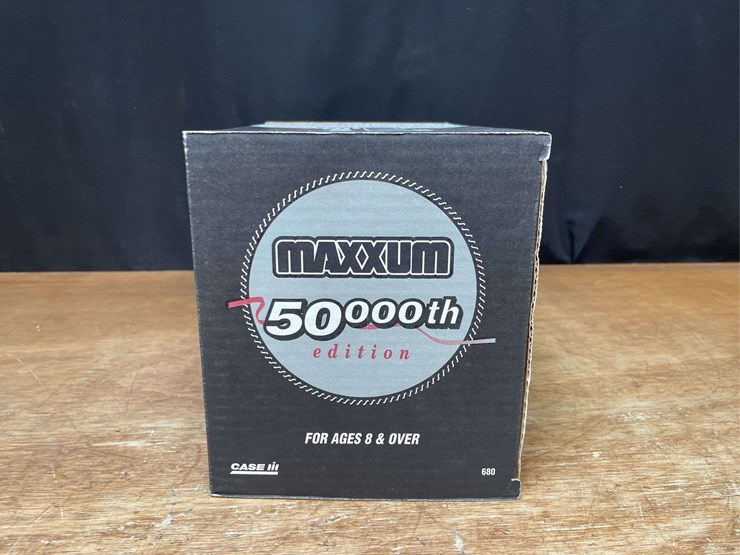 MAXXUM
50000th
edition
FOR AGES 8 & OVER
CASE IH
680